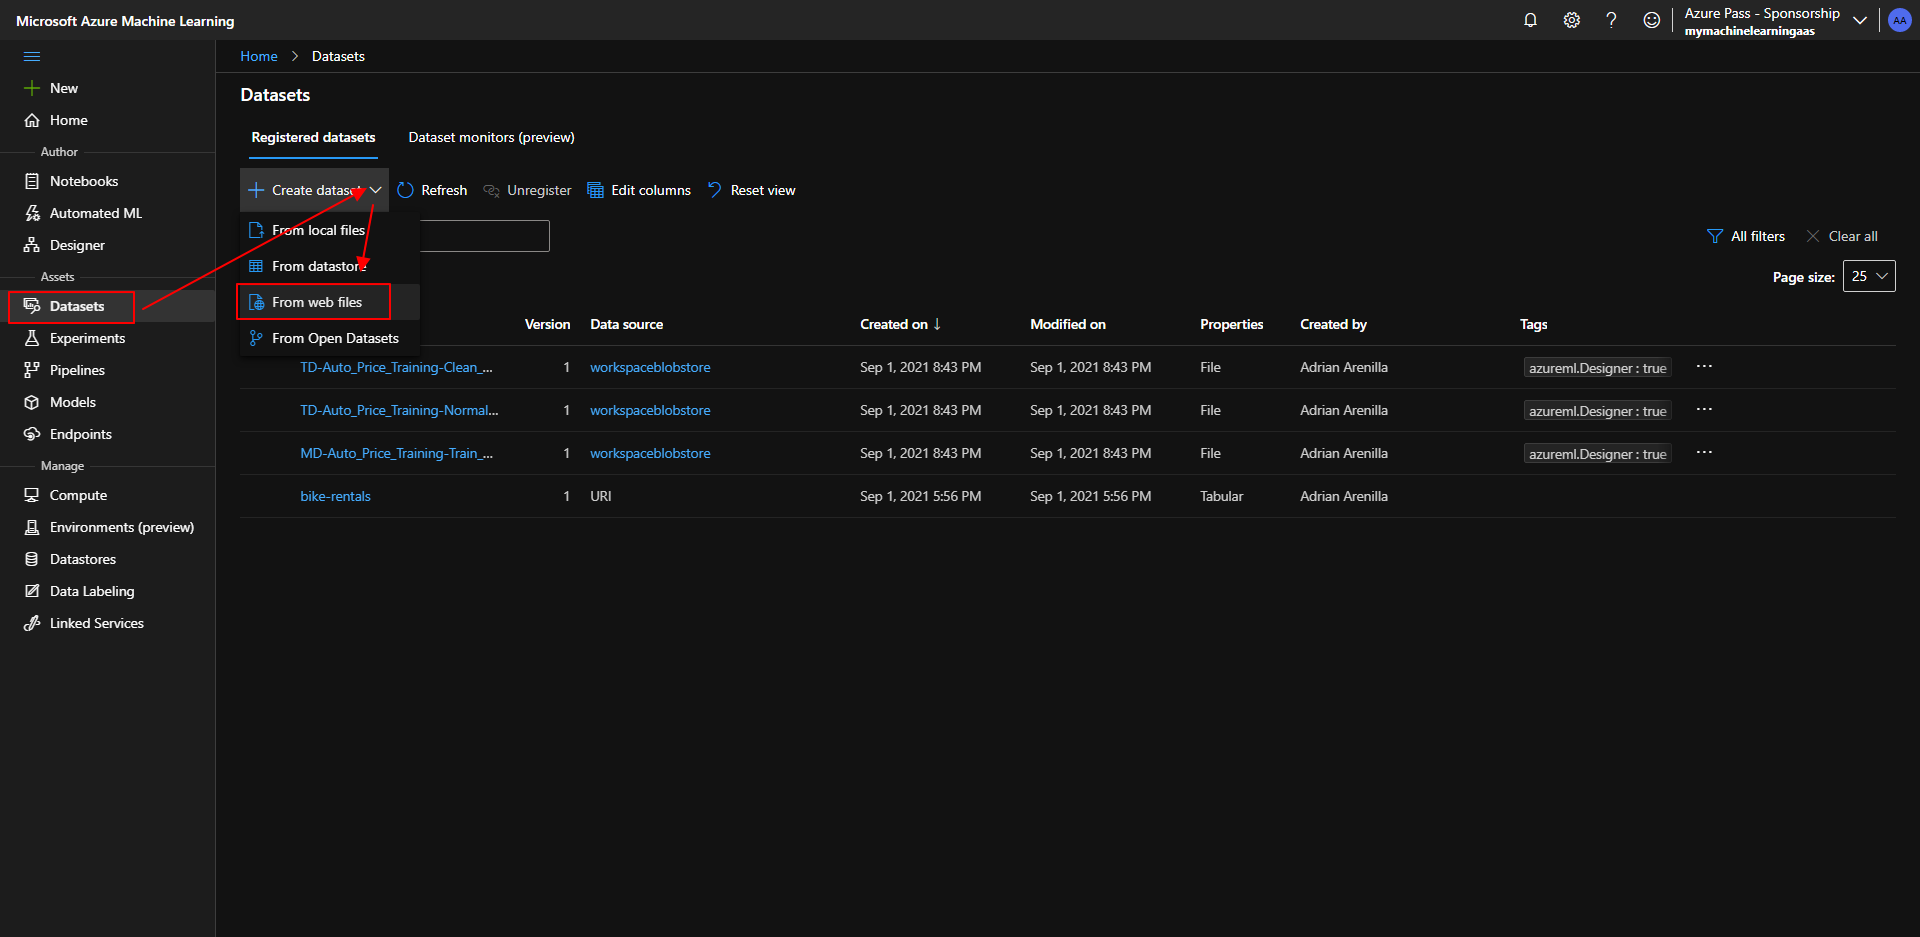 Microsoft Azure Machine Learning
Azure Pass - Sponsorship
mymachinelearningaas
AA
New
Home
Author
Notebooks
Automated ML
Designer
Assets
Datasets
Experiments
Pipelines
Models
Endpoints
Manage
Compute
Environments (preview)
Datastores
Data Labeling
Linked Services
Home > Datasets
Datasets
Registered datasets Dataset monitors (preview)
Create dataset Refresh Unregister Edit columns Reset view
From local files
From datastore
From web files
From Open Datasets
All filters Clear all
Page size: 25
Version Data source Created on ↓ Modified on Properties Created by Tags
TD-Auto_Price_Training-Clean_... 1 workspaceblobstore Sep 1, 2021 8:43 PM Sep 1, 2021 8:43 PM File Adrian Arenilla azureml.Designer : true ...
TD-Auto_Price_Training-Normal... 1 workspaceblobstore Sep 1, 2021 8:43 PM Sep 1, 2021 8:43 PM File Adrian Arenilla azureml.Designer : true ...
MD-Auto_Price_Training-Train_... 1 workspaceblobstore Sep 1, 2021 8:43 PM Sep 1, 2021 8:43 PM File Adrian Arenilla azureml.Designer : true ...
bike-rentals 1 URI Sep 1, 2021 5:56 PM Sep 1, 2021 5:56 PM Tabular Adrian Arenilla